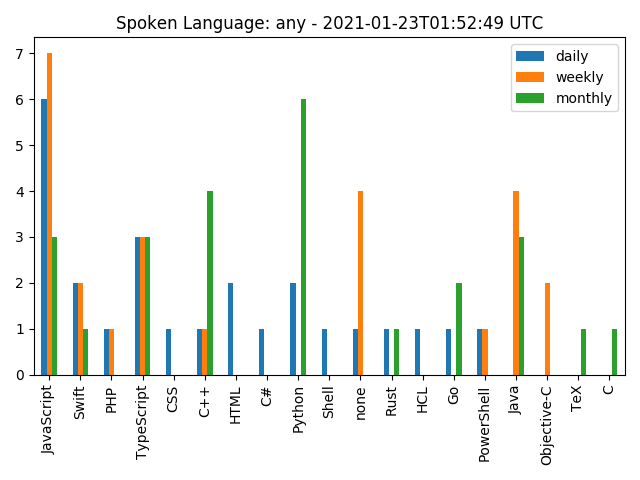 Spoken Language: any - 2021-01-23T01:52:49 UTC
daily
weekly
monthly
7
6
5
4
3
2
1
0
JavaScript
Swift
PHP
TypeScript
CSS
C++
HTML
C#
Python
Shell
none
Rust
HCL
Go
PowerShell
Java
Objective-C
TeX
C